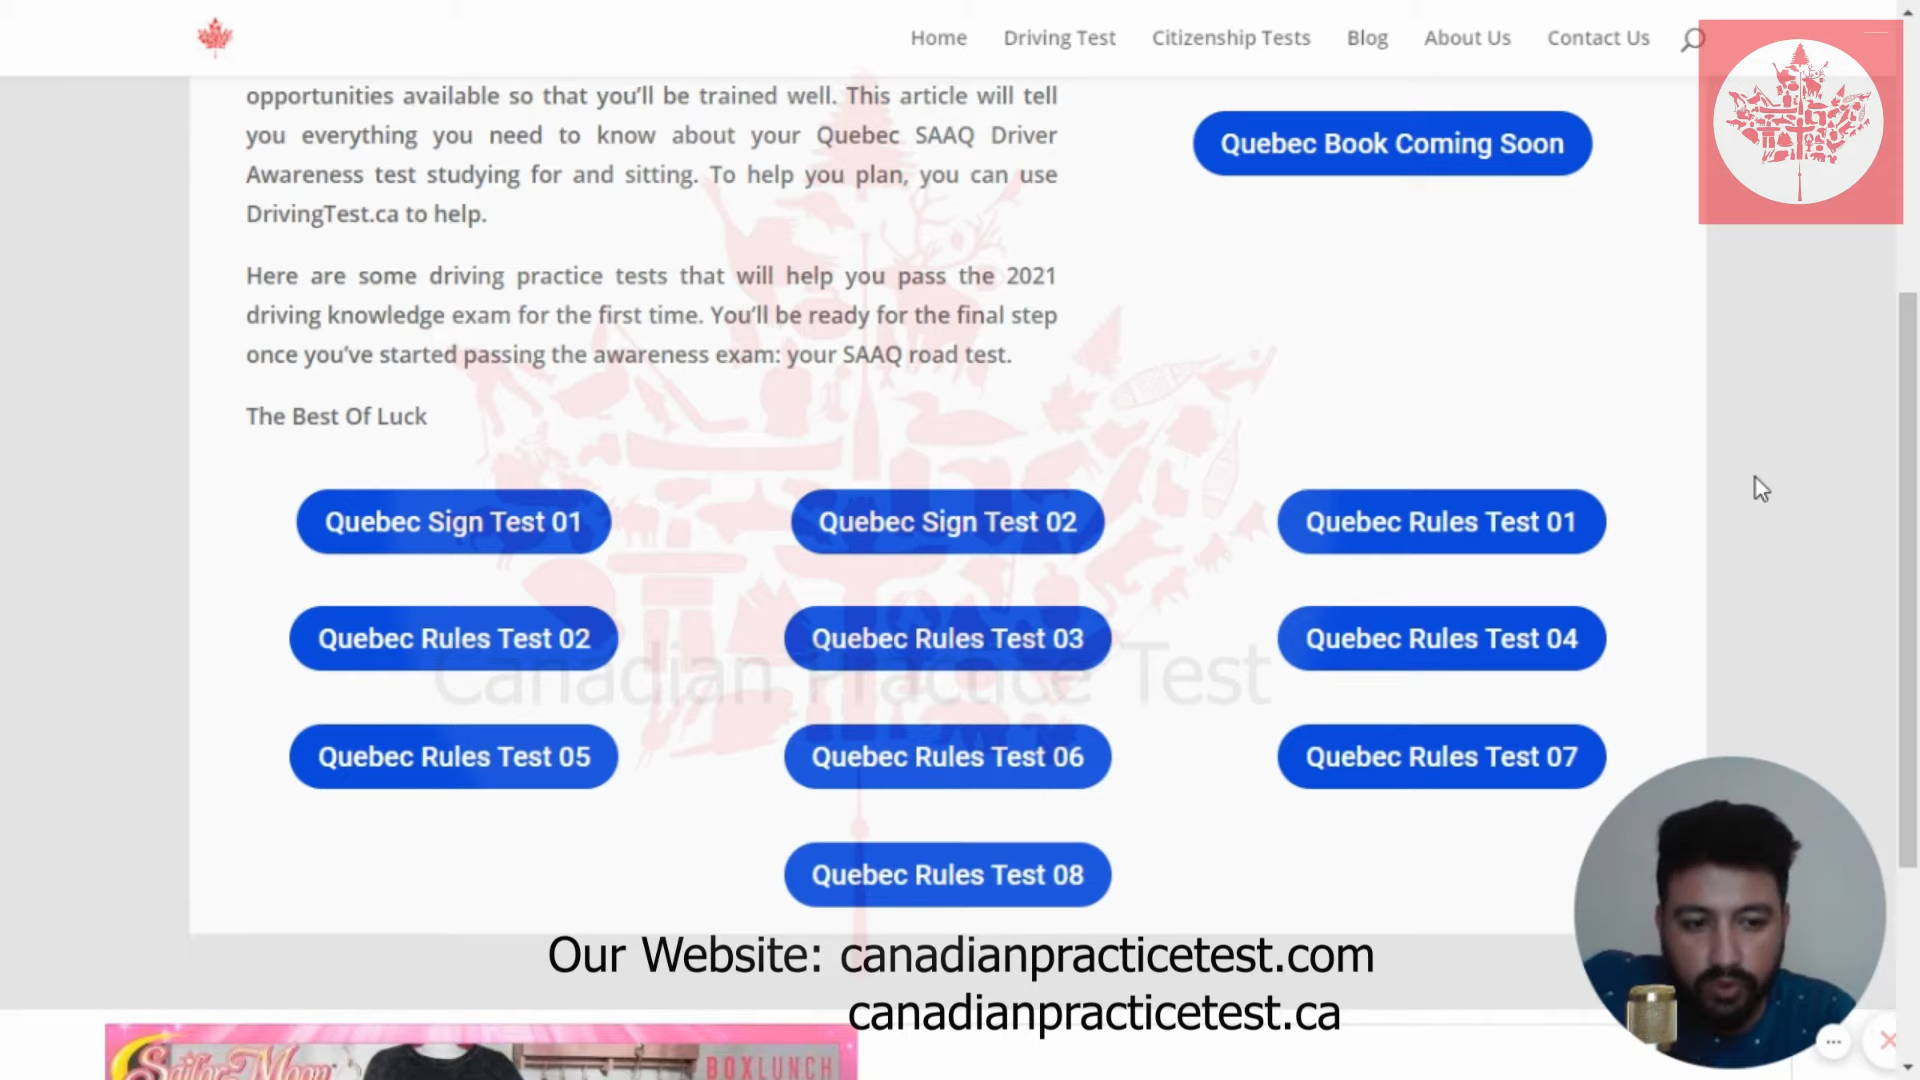 Home Driving Test Citizenship Tests Blog About Us Contact Us
opportunities available so that you'll be trained well. This article will tell
you everything you need to know about your Quebec SAAQ Driver
Awareness test studying for and sitting. To help you plan, you can use
DrivingTest.ca to help.
Quebec Book Coming Soon
Here are some driving practice tests that will help you pass the 2021
driving knowledge exam for the first time. You'll be ready for the final step
once you've started passing the awareness exam: your SAAQ road test.
The Best Of Luck
Quebec Sign Test 01
Quebec Sign Test 02
Quebec Rules Test 01
Quebec Rules Test 02
Quebec Rules Test 03
Quebec Rules Test 04
Canadian Practice Test
Quebec Rules Test 05
Quebec Rules Test 06
Quebec Rules Test 07
Quebec Rules Test 08
Our Website: canadianpracticetest.com
canadianpracticetest.ca
Sailor Moon
BOXLUNCH